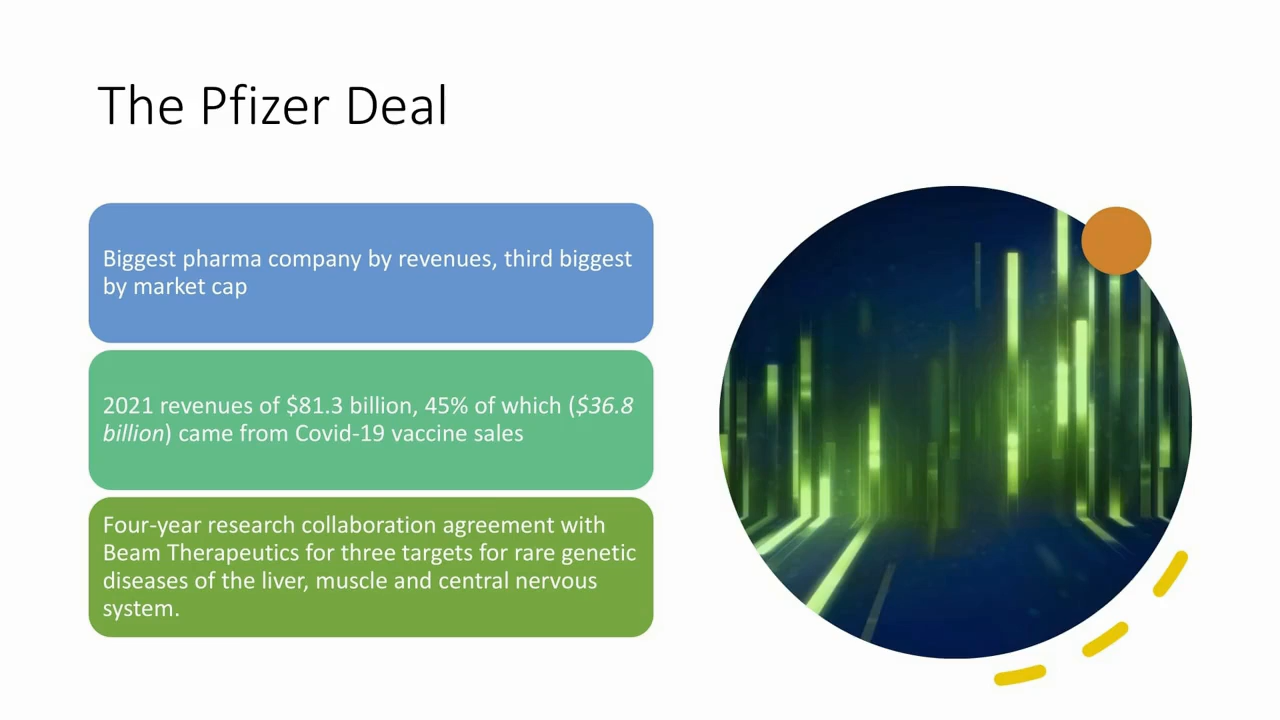 The Pfizer Deal
Biggest pharma company by revenues, third biggest
by market cap
2021 revenues of $81.3 billion, 45% of which ($36.8
billion) came from Covid-19 vaccine sales
Four-year research collaboration agreement with
Beam Therapeutics for three targets for rare genetic
diseases of the liver, muscle and central nervous
system.